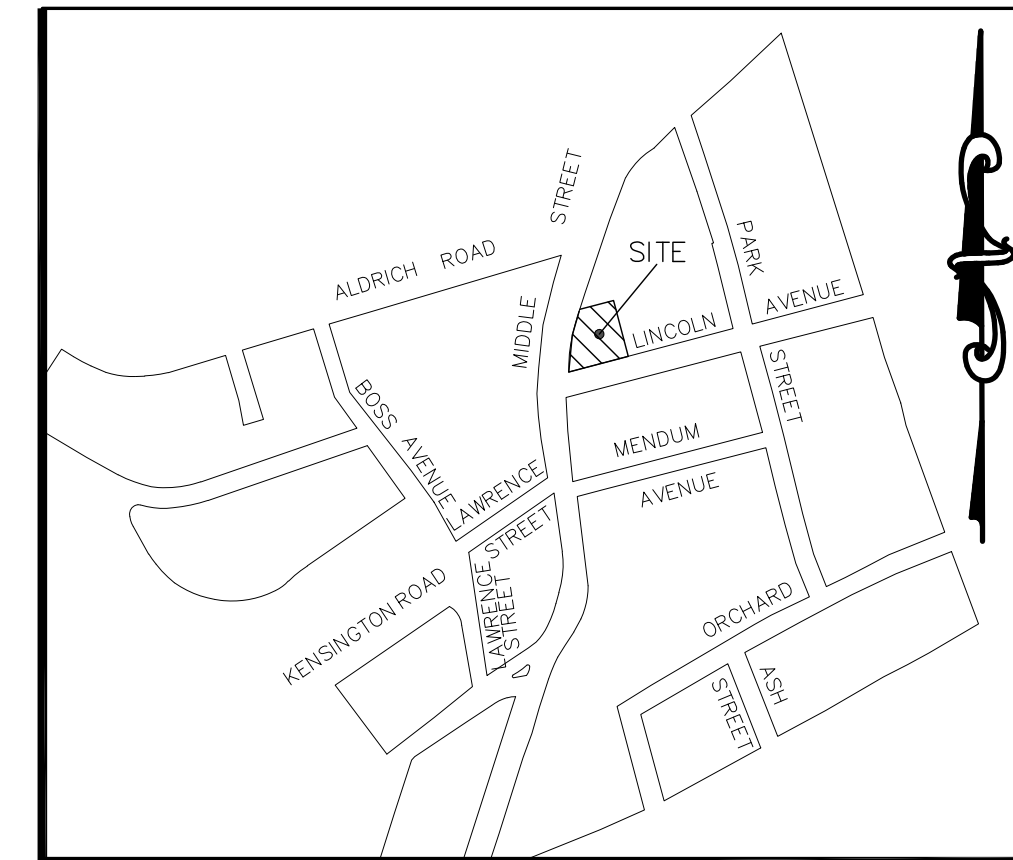 STREET
PARK
SITE
ALDRICH ROAD
AVENUE
MIDDLE
LINCOLN
STREET
BOSS AVENUE
MENDUM
LAWRENCE
AVENUE
STREET
LAWRENCE
STREET
KENSINGTON ROAD
ORCHARD
ASH
STREET